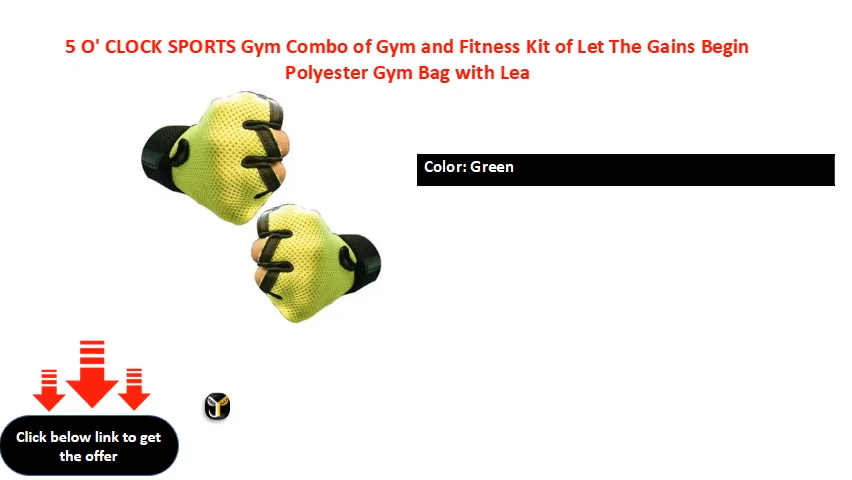 5 O' CLOCK SPORTS Gym Combo of Gym and Fitness Kit of Let The Gains Begin
Polyester Gym Bag with Lea
Color: Green
Click below link to get
the offer